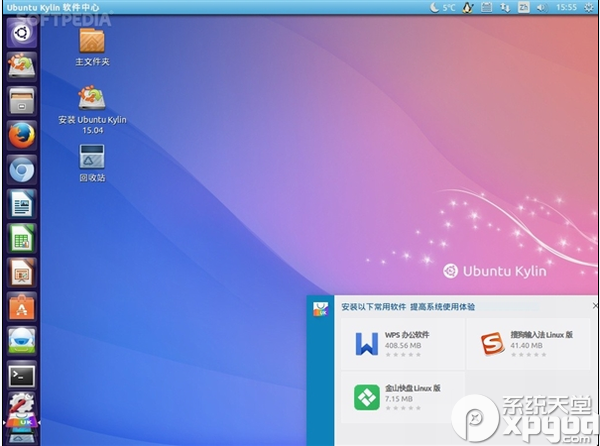 Ubuntu Kylin 软件中心
5℃
Zh
15:55
SOFTPEDIA
主文件夹
安装 Ubuntu Kylin
15.04
回收站
Ubuntu Kylin
UK
安装以下常用软件 提高系统使用体验
WPS 办公软件
408.56 MB
搜狗输入法 Linux 版
41.40 MB
金山快盘 Linux 版
7.15 MB
UK
系统天堂